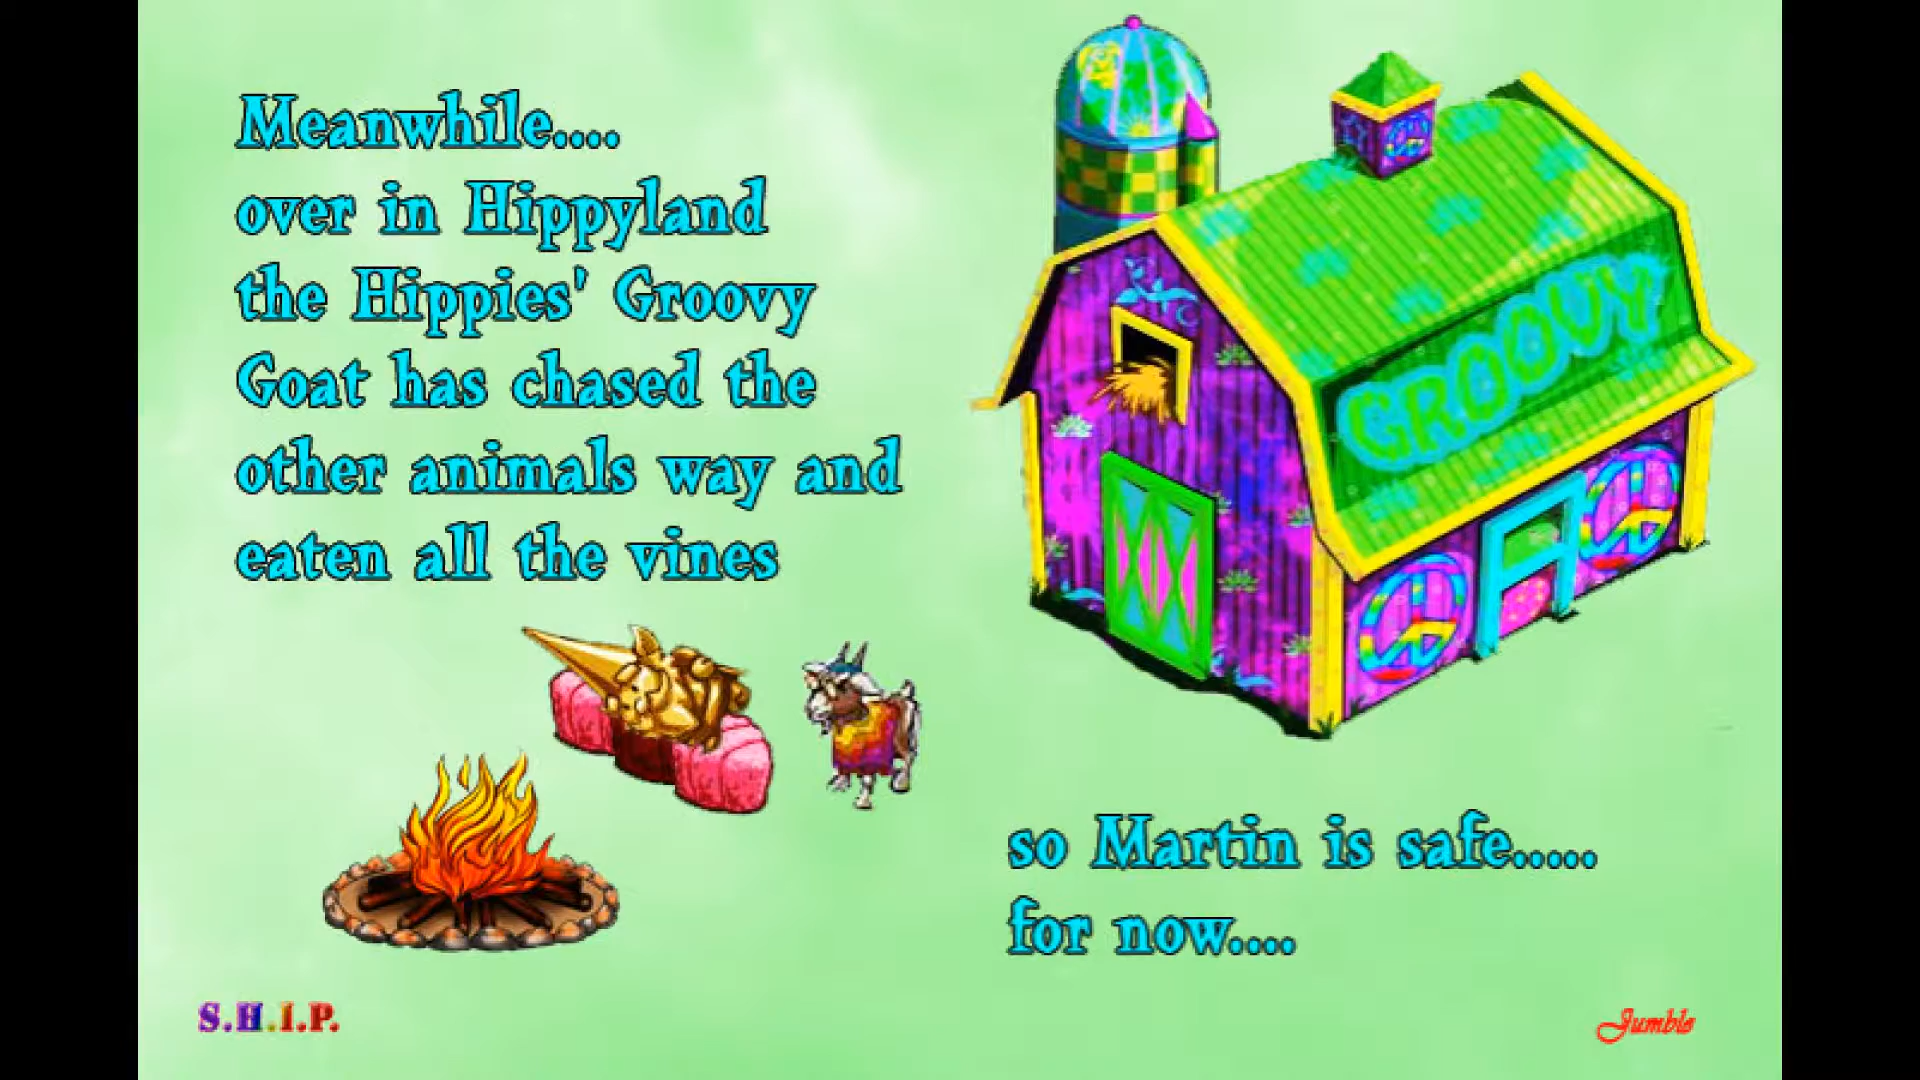 Meanwhile....
over in Hippyland
the Hippies' Groovy
Goat has chased the
other animals way and
eaten all the vines
GROOVY
so Martin is safe.....
for now....
S.H.I.P.
Jumble